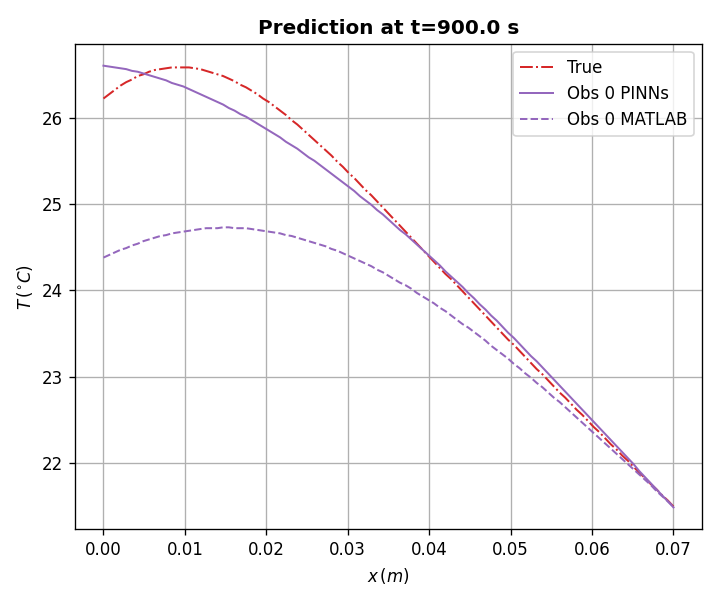 Prediction at t=900.0 s
True
Obs 0 PINNs
Obs 0 MATLAB
T (°C)
26
25
24
23
22
0.00 0.01 0.02 0.03 0.04 0.05 0.06 0.07
x (m)